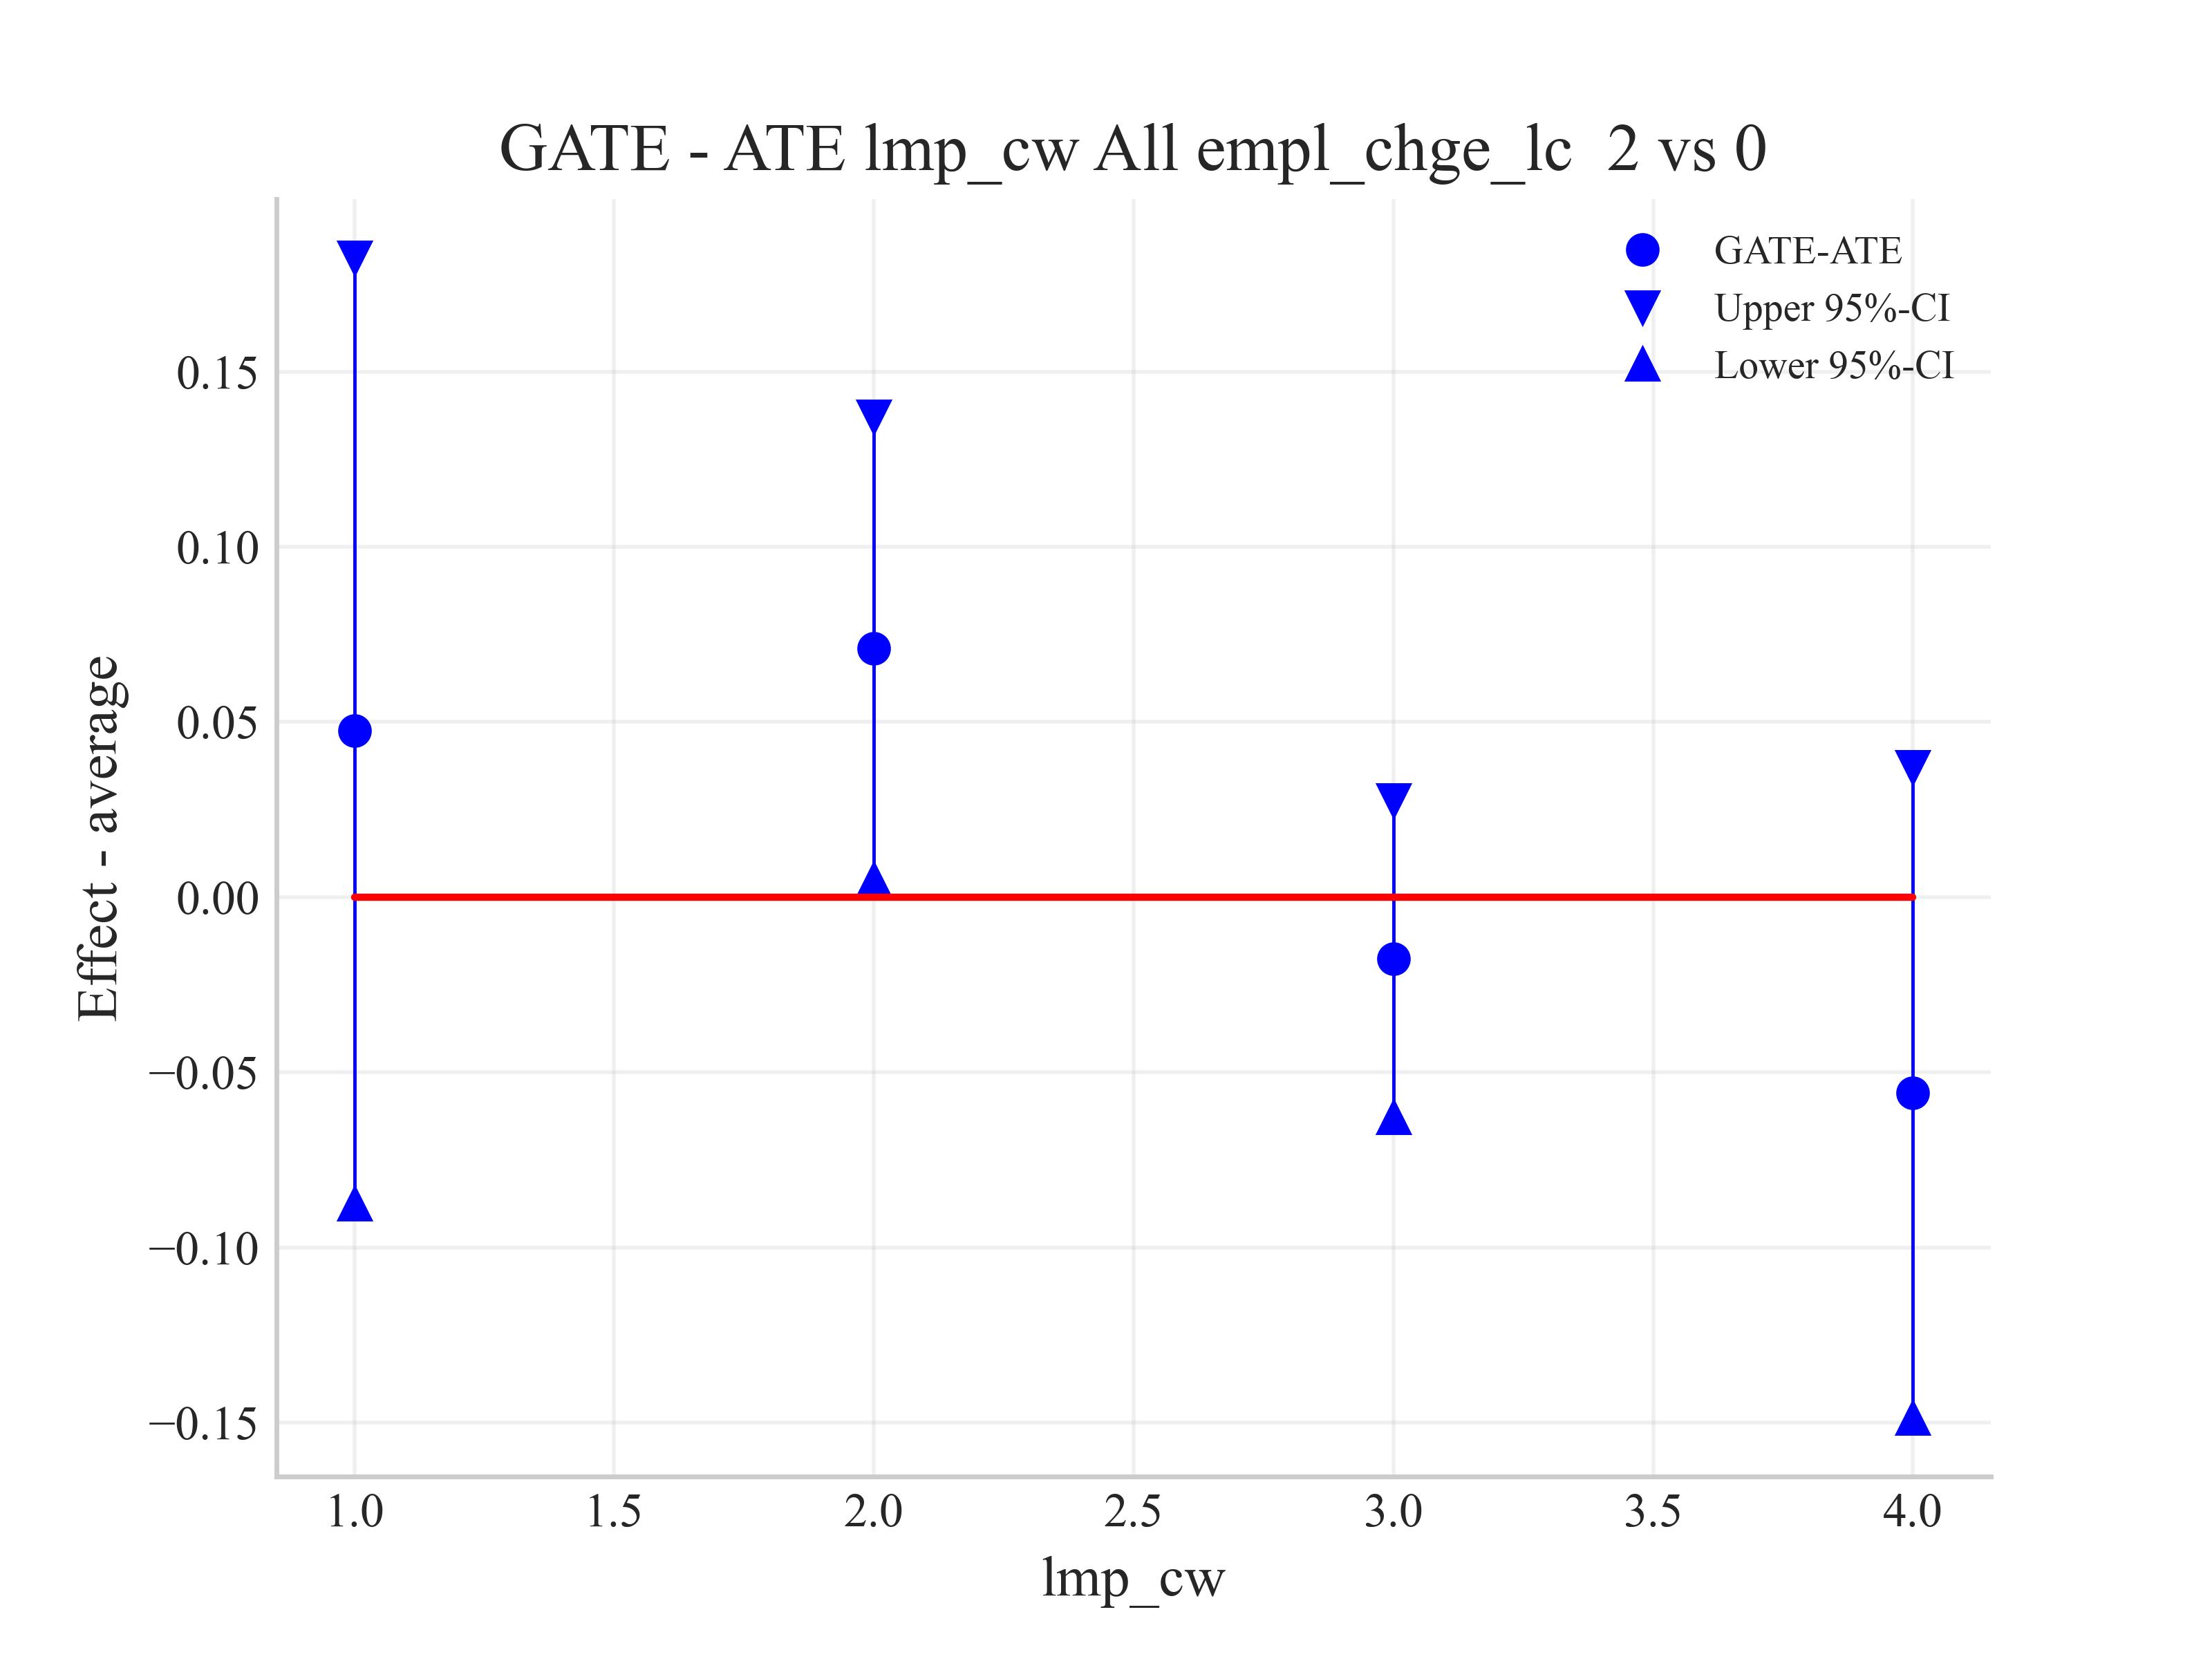 GATE - ATE lmp_cw All empl_chge_lc  2 vs 0
GATE-ATE
Upper 95%-CI
Lower 95%-CI
0.15
0.10
0.05
0.00
−0.05
−0.10
−0.15
Effect - average
1.0 1.5 2.0 2.5 3.0 3.5 4.0
lmp_cw